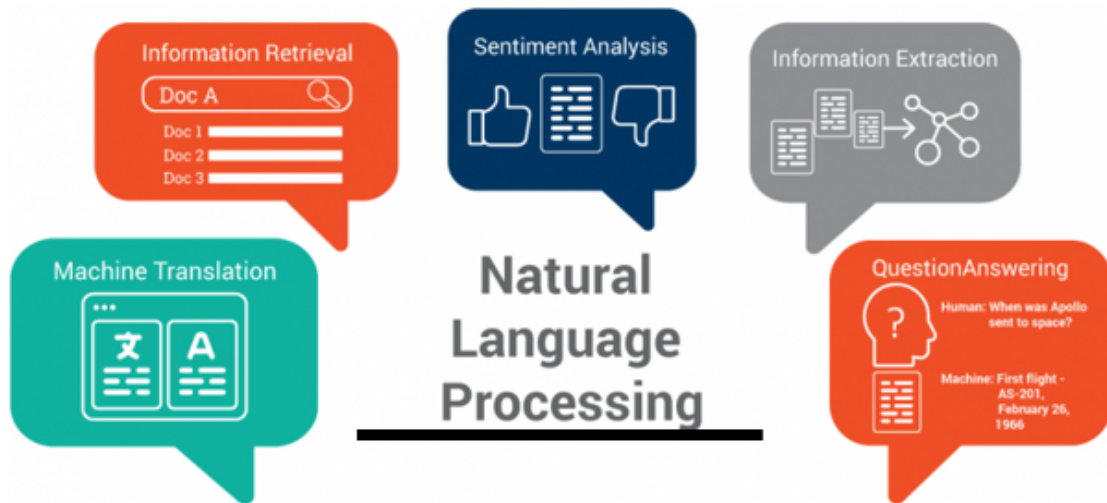 Information Retrieval
Doc A
Doc 1
Doc 2
Doc 3
Sentiment Analysis
Information Extraction
Machine Translation
文 A
Natural
Language
Processing
QuestionAnswering
?
Human: When was Apollo
sent to space?
Machine: First flight -
AS-201,
February 26,
1966